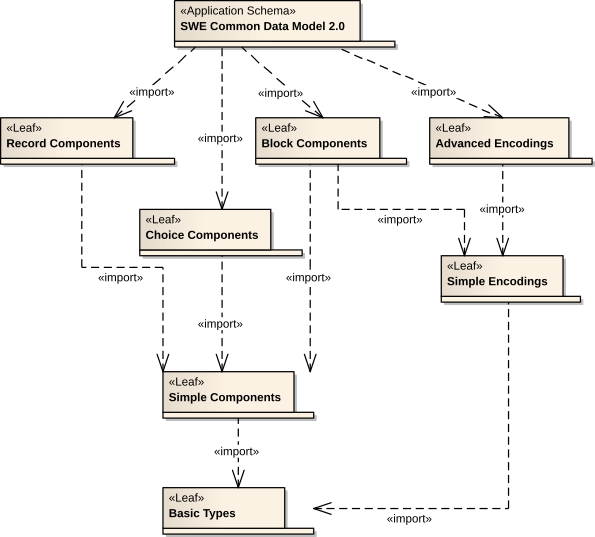 «Application Schema»
SWE Common Data Model 2.0
«import»
«import»
«import»
«Leaf»
Record Components
«import»
«Leaf»
Block Components
«Leaf»
Advanced Encodings
«Leaf»
Choice Components
«import»
«import»
«Leaf»
Simple Encodings
«import»
«import»
«import»
«Leaf»
Simple Components
«import»
«Leaf»
Basic Types
«import»